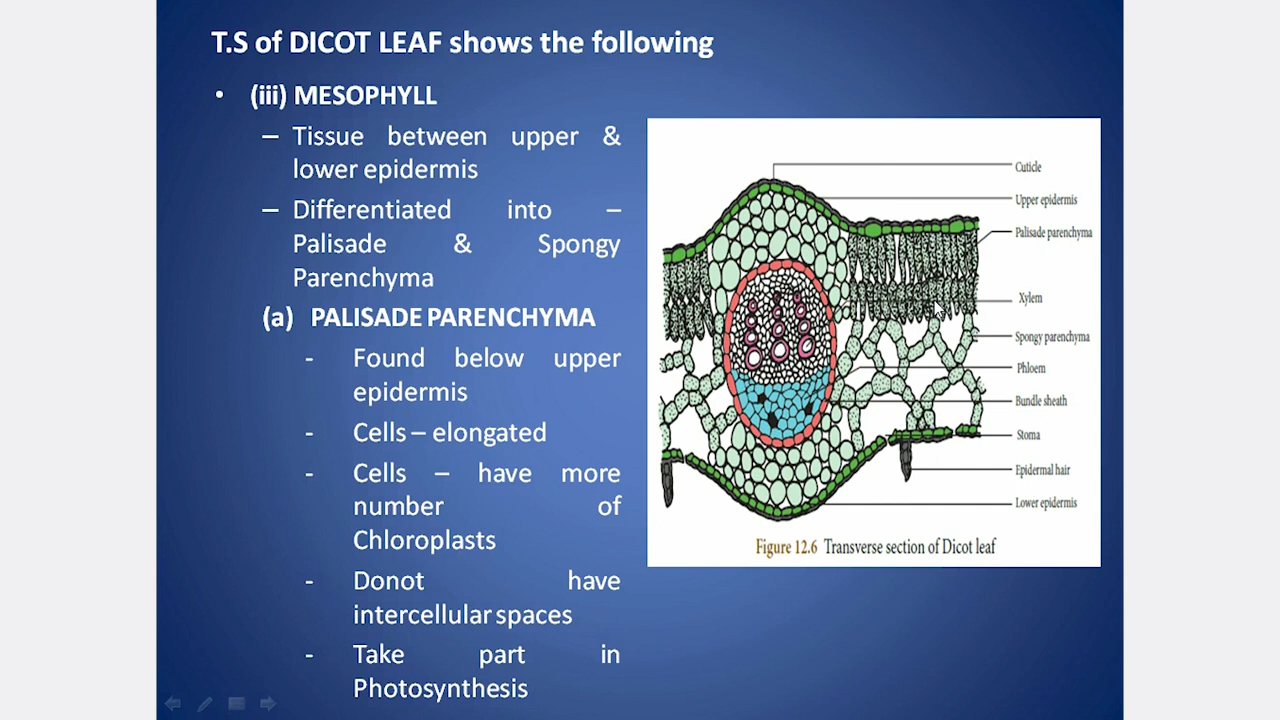 T.S of DICOT LEAF shows the following
• (iii) MESOPHYLL
– Tissue between upper &
lower epidermis
– Differentiated into –
Palisade & Spongy
Parenchyma
(a) PALISADE PARENCHYMA
- Found below upper
epidermis
- Cells – elongated
- Cells – have more
number of
Chloroplasts
- Donot have
intercellular spaces
- Take part in
Photosynthesis
Cuticle
Upper epidermis
Palisade parenchyma
Xylem
Spongy parenchyma
Phloem
Bundle sheath
Stoma
Epidermal hair
Lower epidermis
Figure 12.6 Transverse section of Dicot leaf